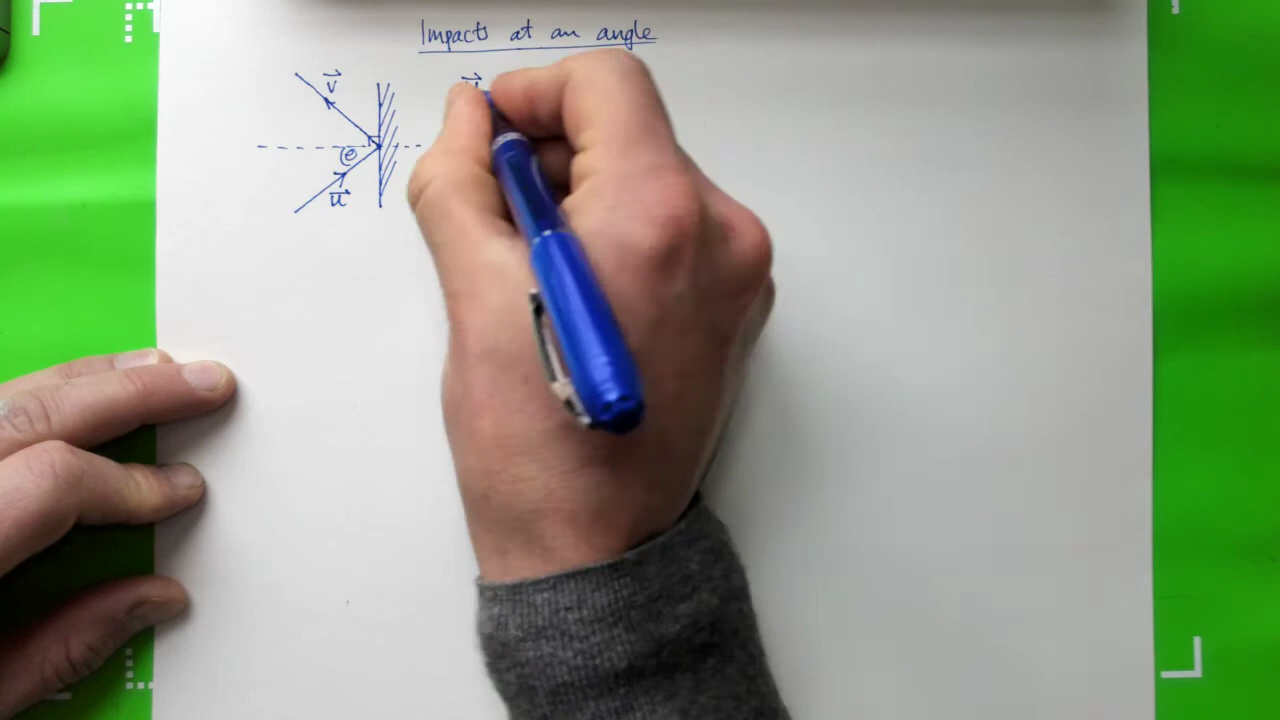 Impacts at an angle
v⃗
θ
u⃗